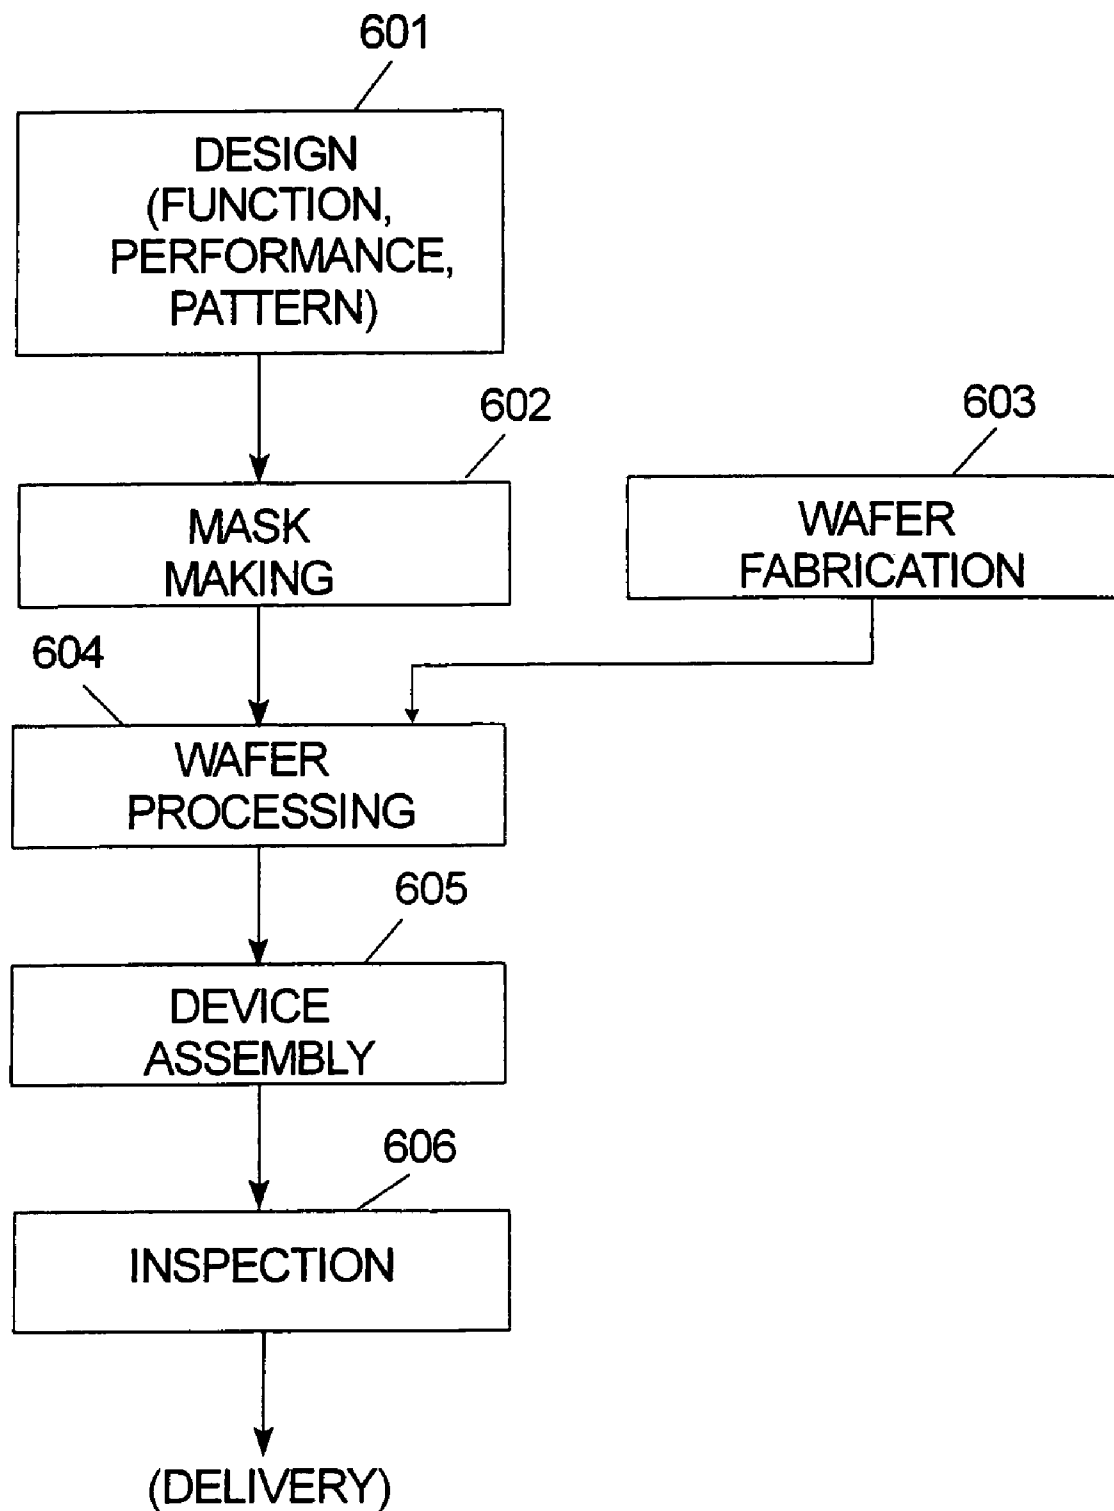 601
DESIGN
(FUNCTION,
PERFORMANCE,
PATTERN)
602
MASK
MAKING
603
WAFER
FABRICATION
604
WAFER
PROCESSING
605
DEVICE
ASSEMBLY
606
INSPECTION
(DELIVERY)